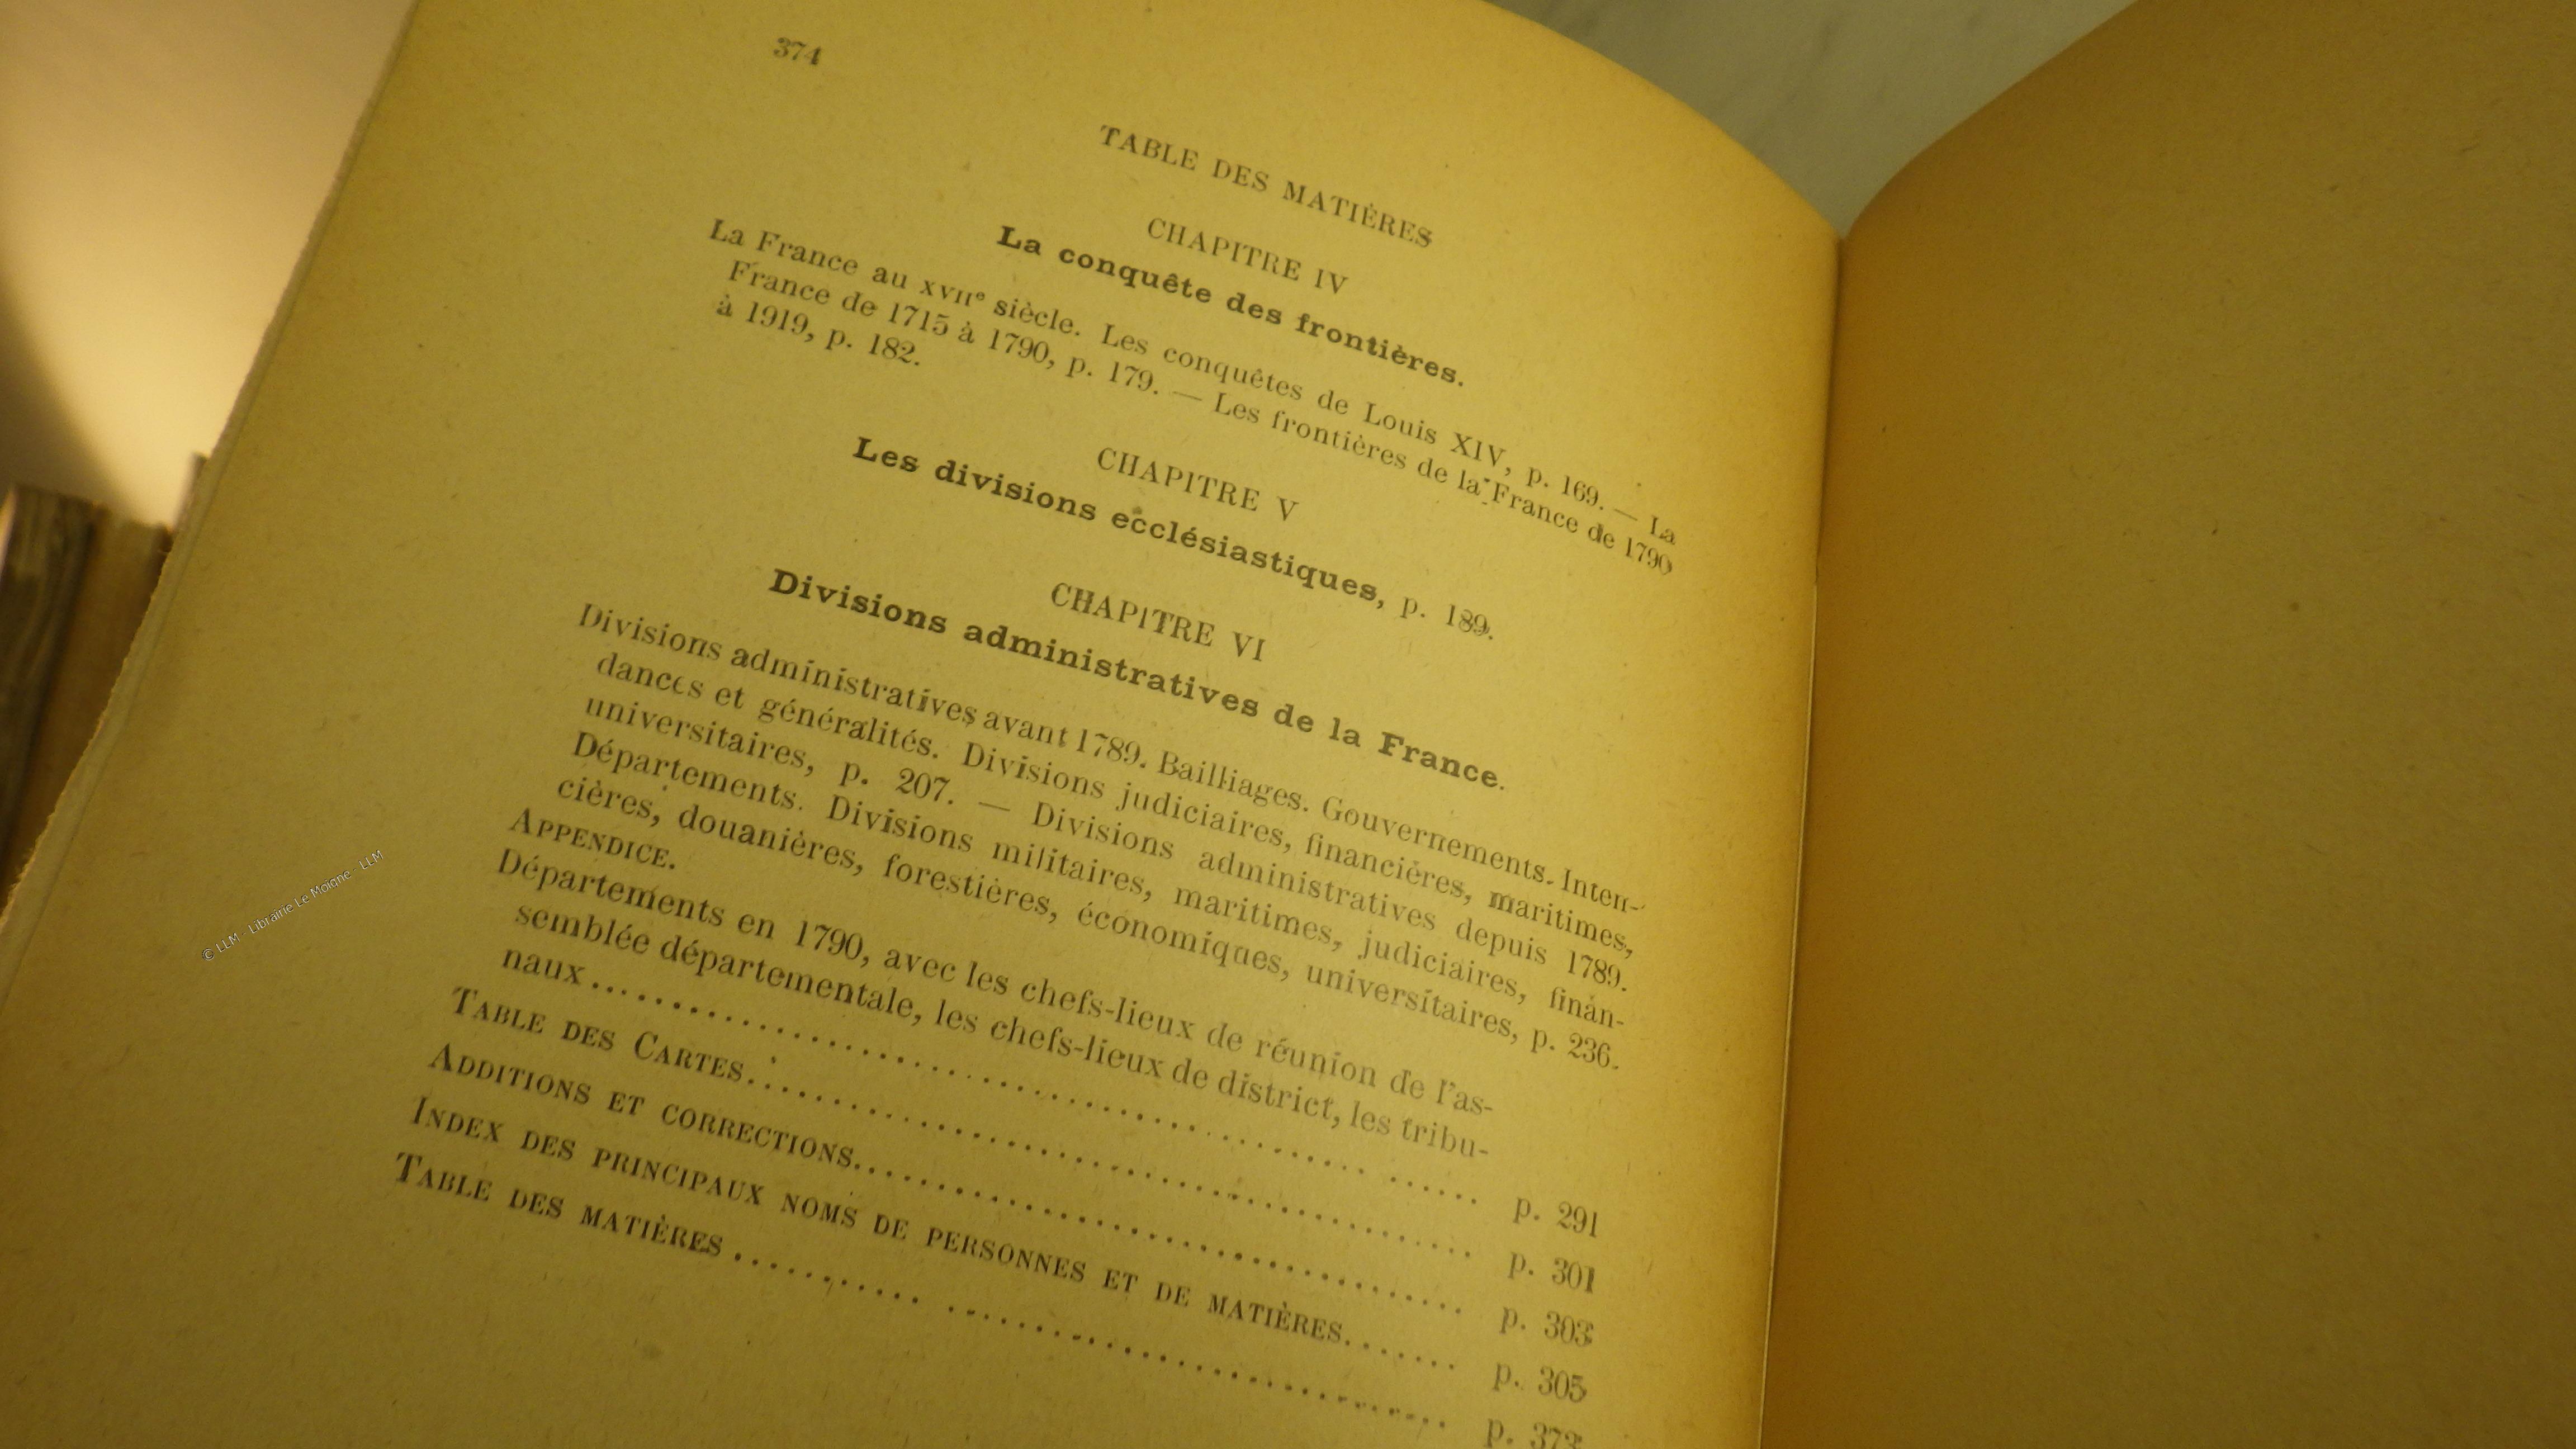 374
TABLE DES MATIÈRES
CHAPITRE IV
La conquête des frontières.
La France au XVIIe siècle. Les conquêtes de Louis XIV, p. 169. — La
France de 1715 à 1790, p. 179. — Les frontières de la France de 1790
à 1919, p. 182.
CHAPITRE V
Les divisions ecclésiastiques, p. 189.
CHAPITRE VI
Divisions administratives de la France.
Divisions administratives avant 1789. Bailliages. Gouvernements. Inten-
dances et généralités. Divisions judiciaires, financières, maritimes,
universitaires, p. 207. — Divisions administratives depuis 1789.
Départements. Divisions militaires, maritimes, judiciaires, finan-
cières, douanières, forestières, économiques, universitaires, p. 236.
APPENDICE.
Départements en 1790, avec les chefs-lieux de réunion de l'as-
semblée départementale, les chefs-lieux de district, les tribu-
naux.......... p. 291
TABLE DES CARTES.......... p. 301
ADDITIONS ET CORRECTIONS.......... p. 303
INDEX DES PRINCIPAUX NOMS DE PERSONNES ET DE MATIÈRES........ p. 305
TABLE DES MATIÈRES .......... p. 373
© LLM - Librairie Le Moigne - LLM